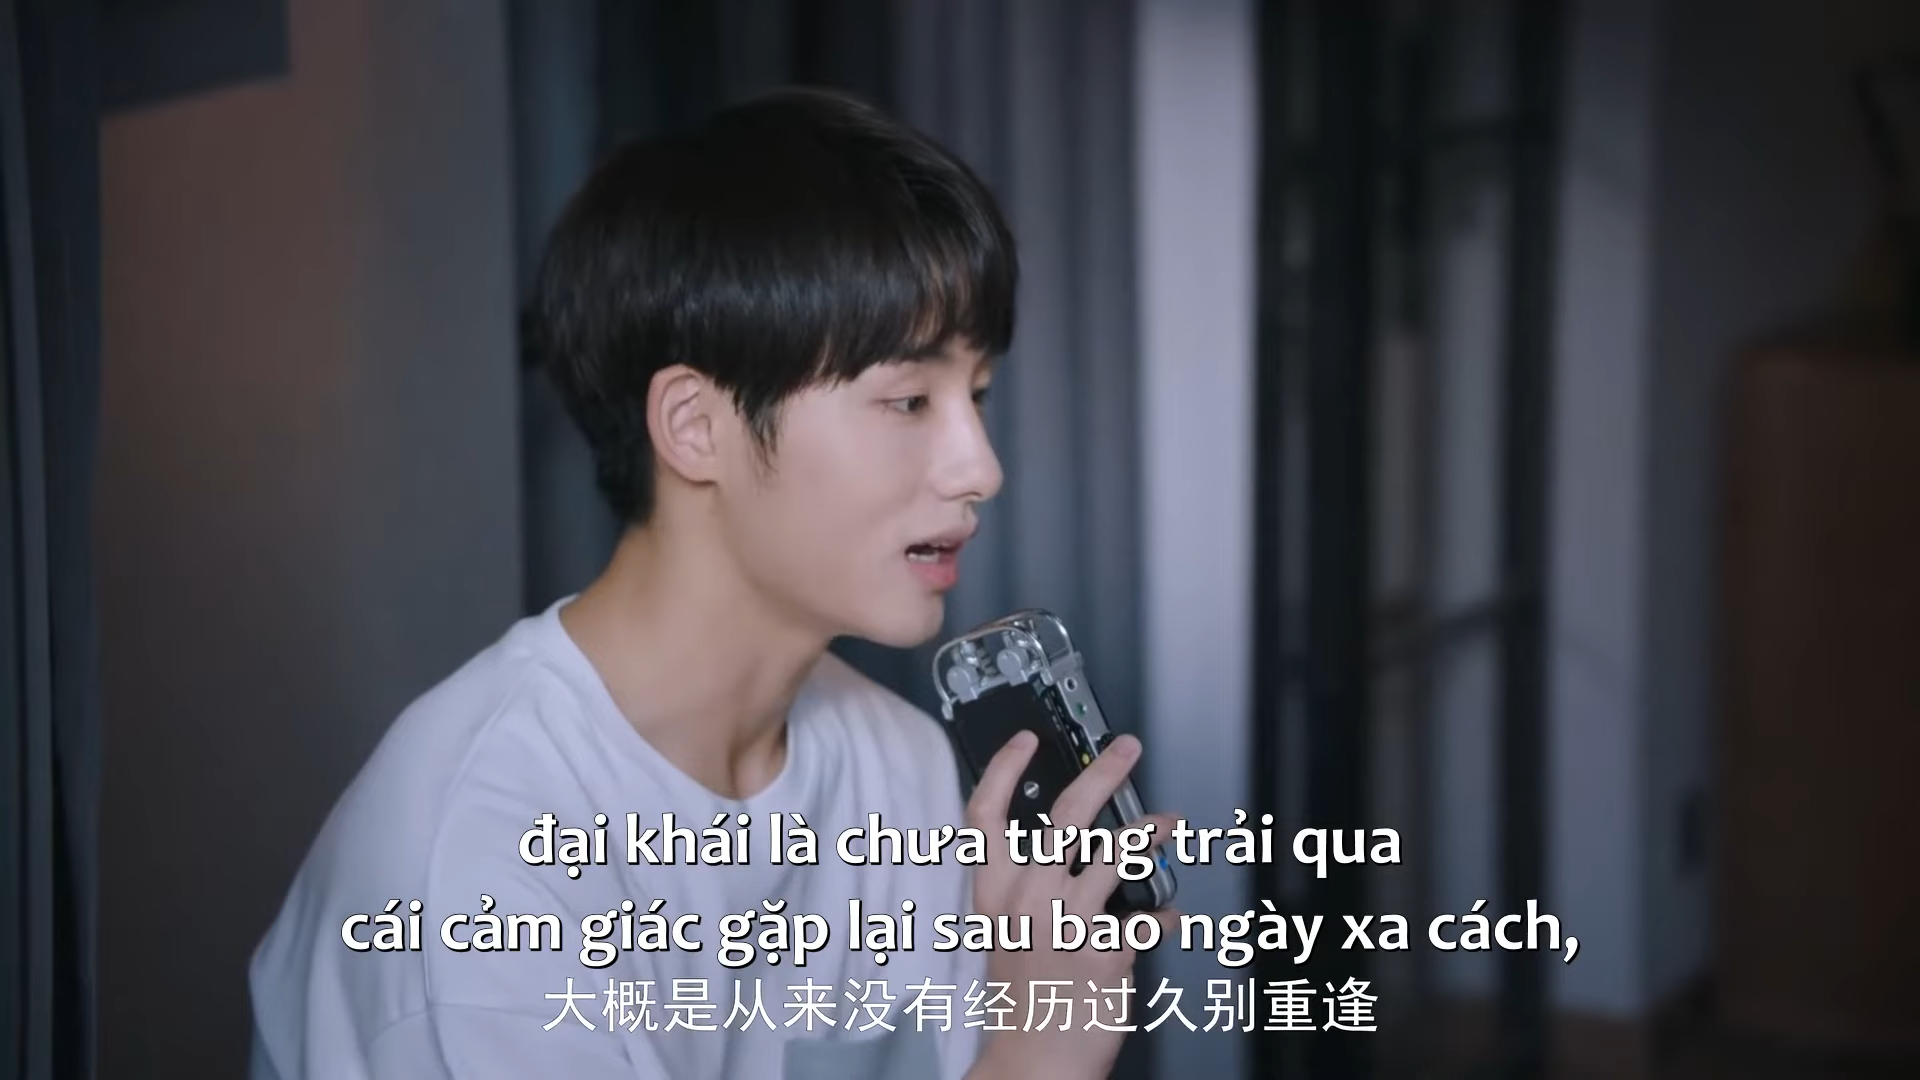 đại khái là chưa từng trải qua
cái cảm giác gặp lại sau bao ngày xa cách,
大概是从来没有经历过久别重逢